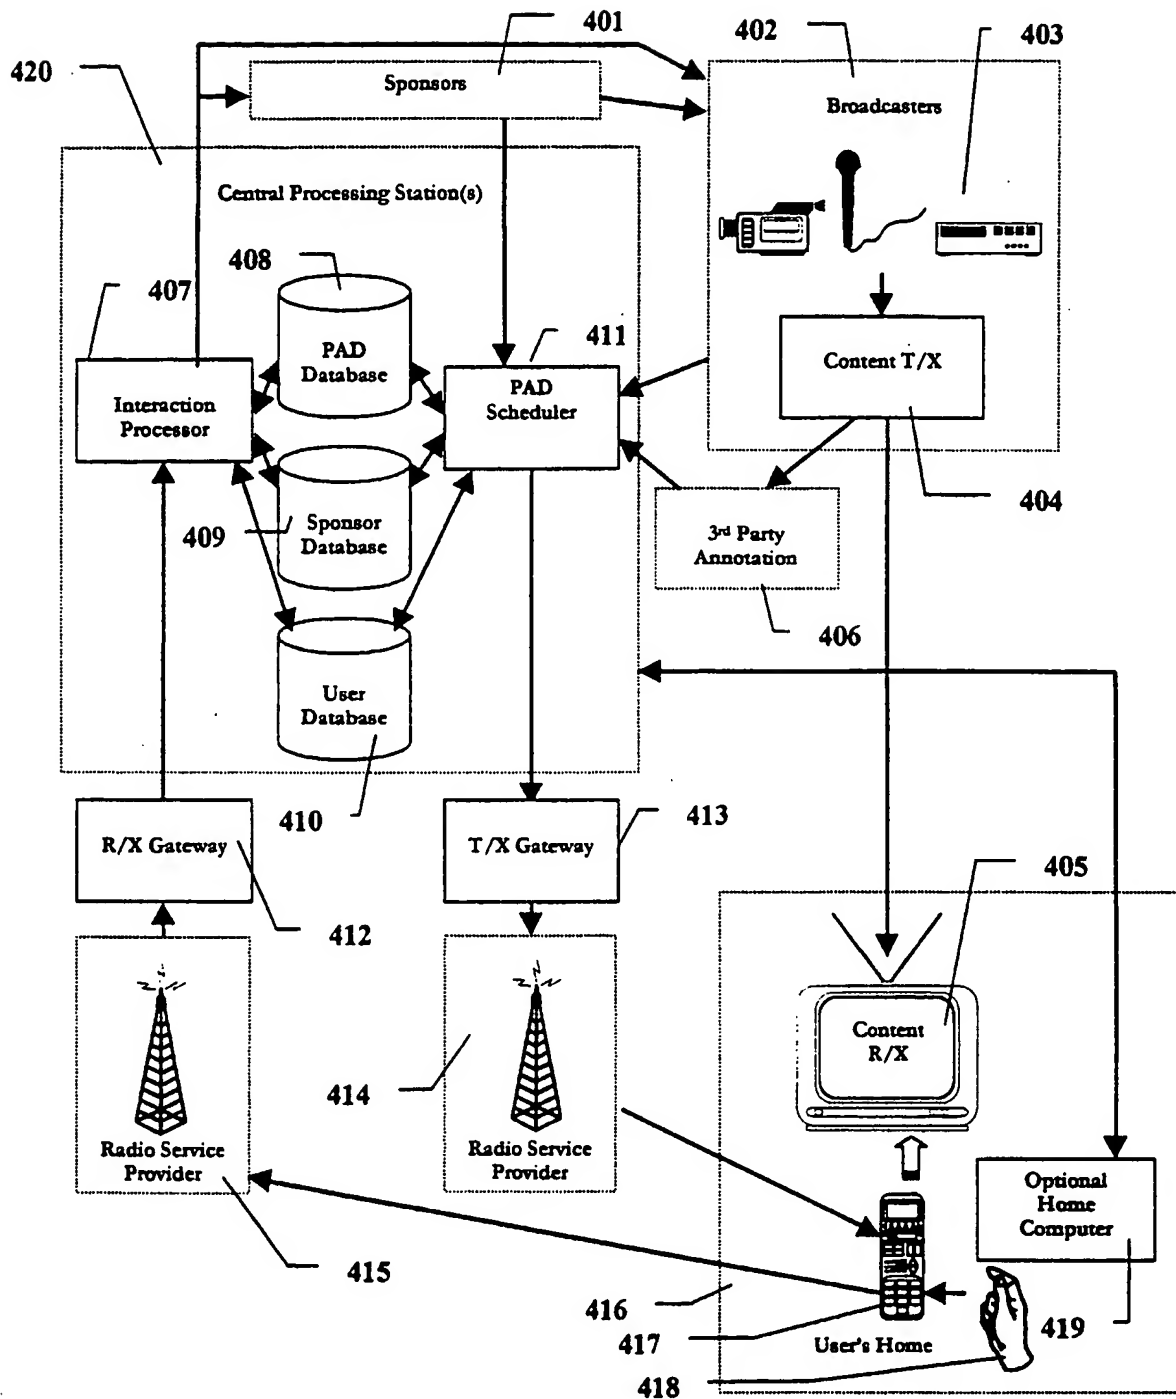 401
402
403
420
Sponsors
Broadcasters
Central Processing Station(s)
408
407
411
PAD
Database
PAD
Scheduler
Content T/X
Interaction
Processor
404
409
Sponsor
Database
3rd Party
Annotation
406
User
Database
410
413
R/X Gateway
T/X Gateway
405
412
Content
R/X
414
Radio Service
Provider
Radio Service
Provider
Optional
Home
Computer
415
416
417
User's Home
419
418